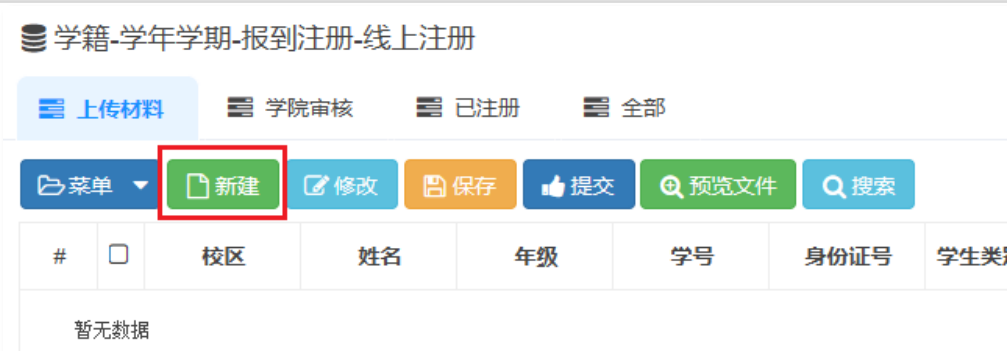 学籍-学年学期-报到注册-线上注册
上传材料 学院审核 已注册 全部
菜单 新建 修改 保存 提交 预览文件 搜索
# 校区 姓名 年级 学号 身份证号 学生类
暂无数据